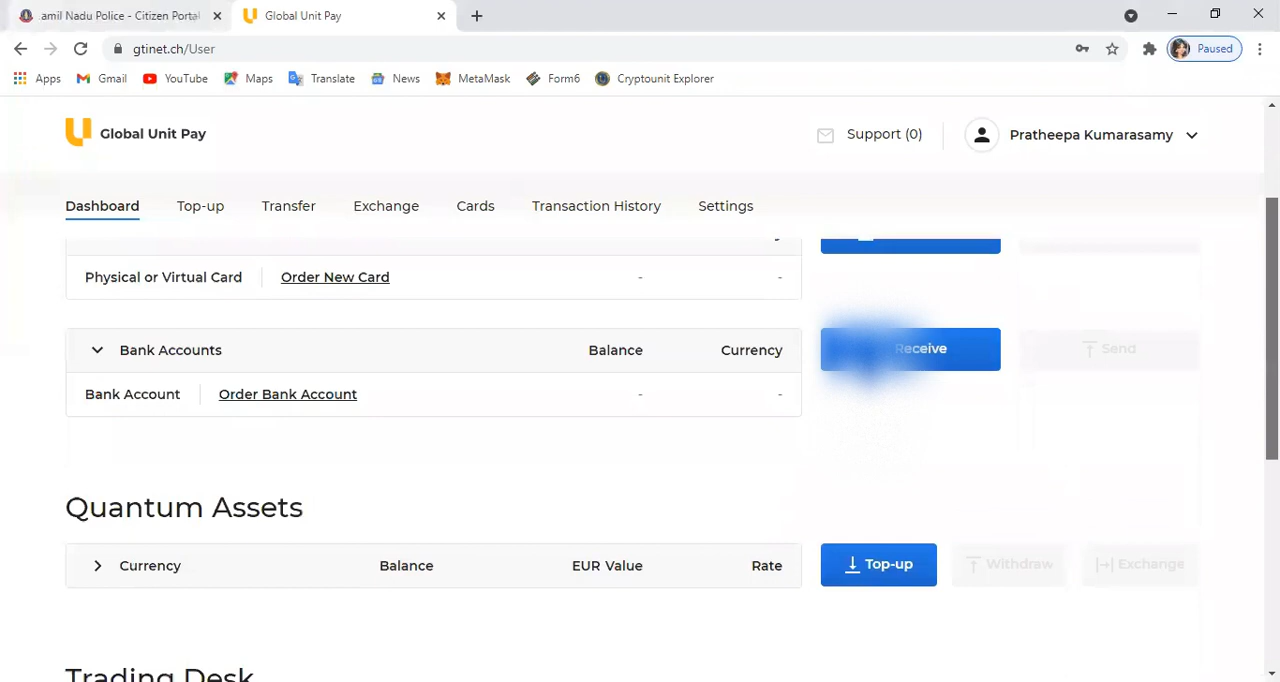 amil Nadu Police - Citizen Portal
Global Unit Pay
gtinet.ch/User
Paused
Apps Gmail YouTube Maps Translate News MetaMask Form6 Cryptounit Explorer
Global Unit Pay
Support (0)
Pratheepa Kumarasamy
Dashboard Top-up Transfer Exchange Cards Transaction History Settings
Physical or Virtual Card Order New Card - -
Bank Accounts Balance Currency
Receive Send
Bank Account Order Bank Account - -
Quantum Assets
Currency Balance EUR Value Rate
Top-up Withdraw Exchange
Trading Desk